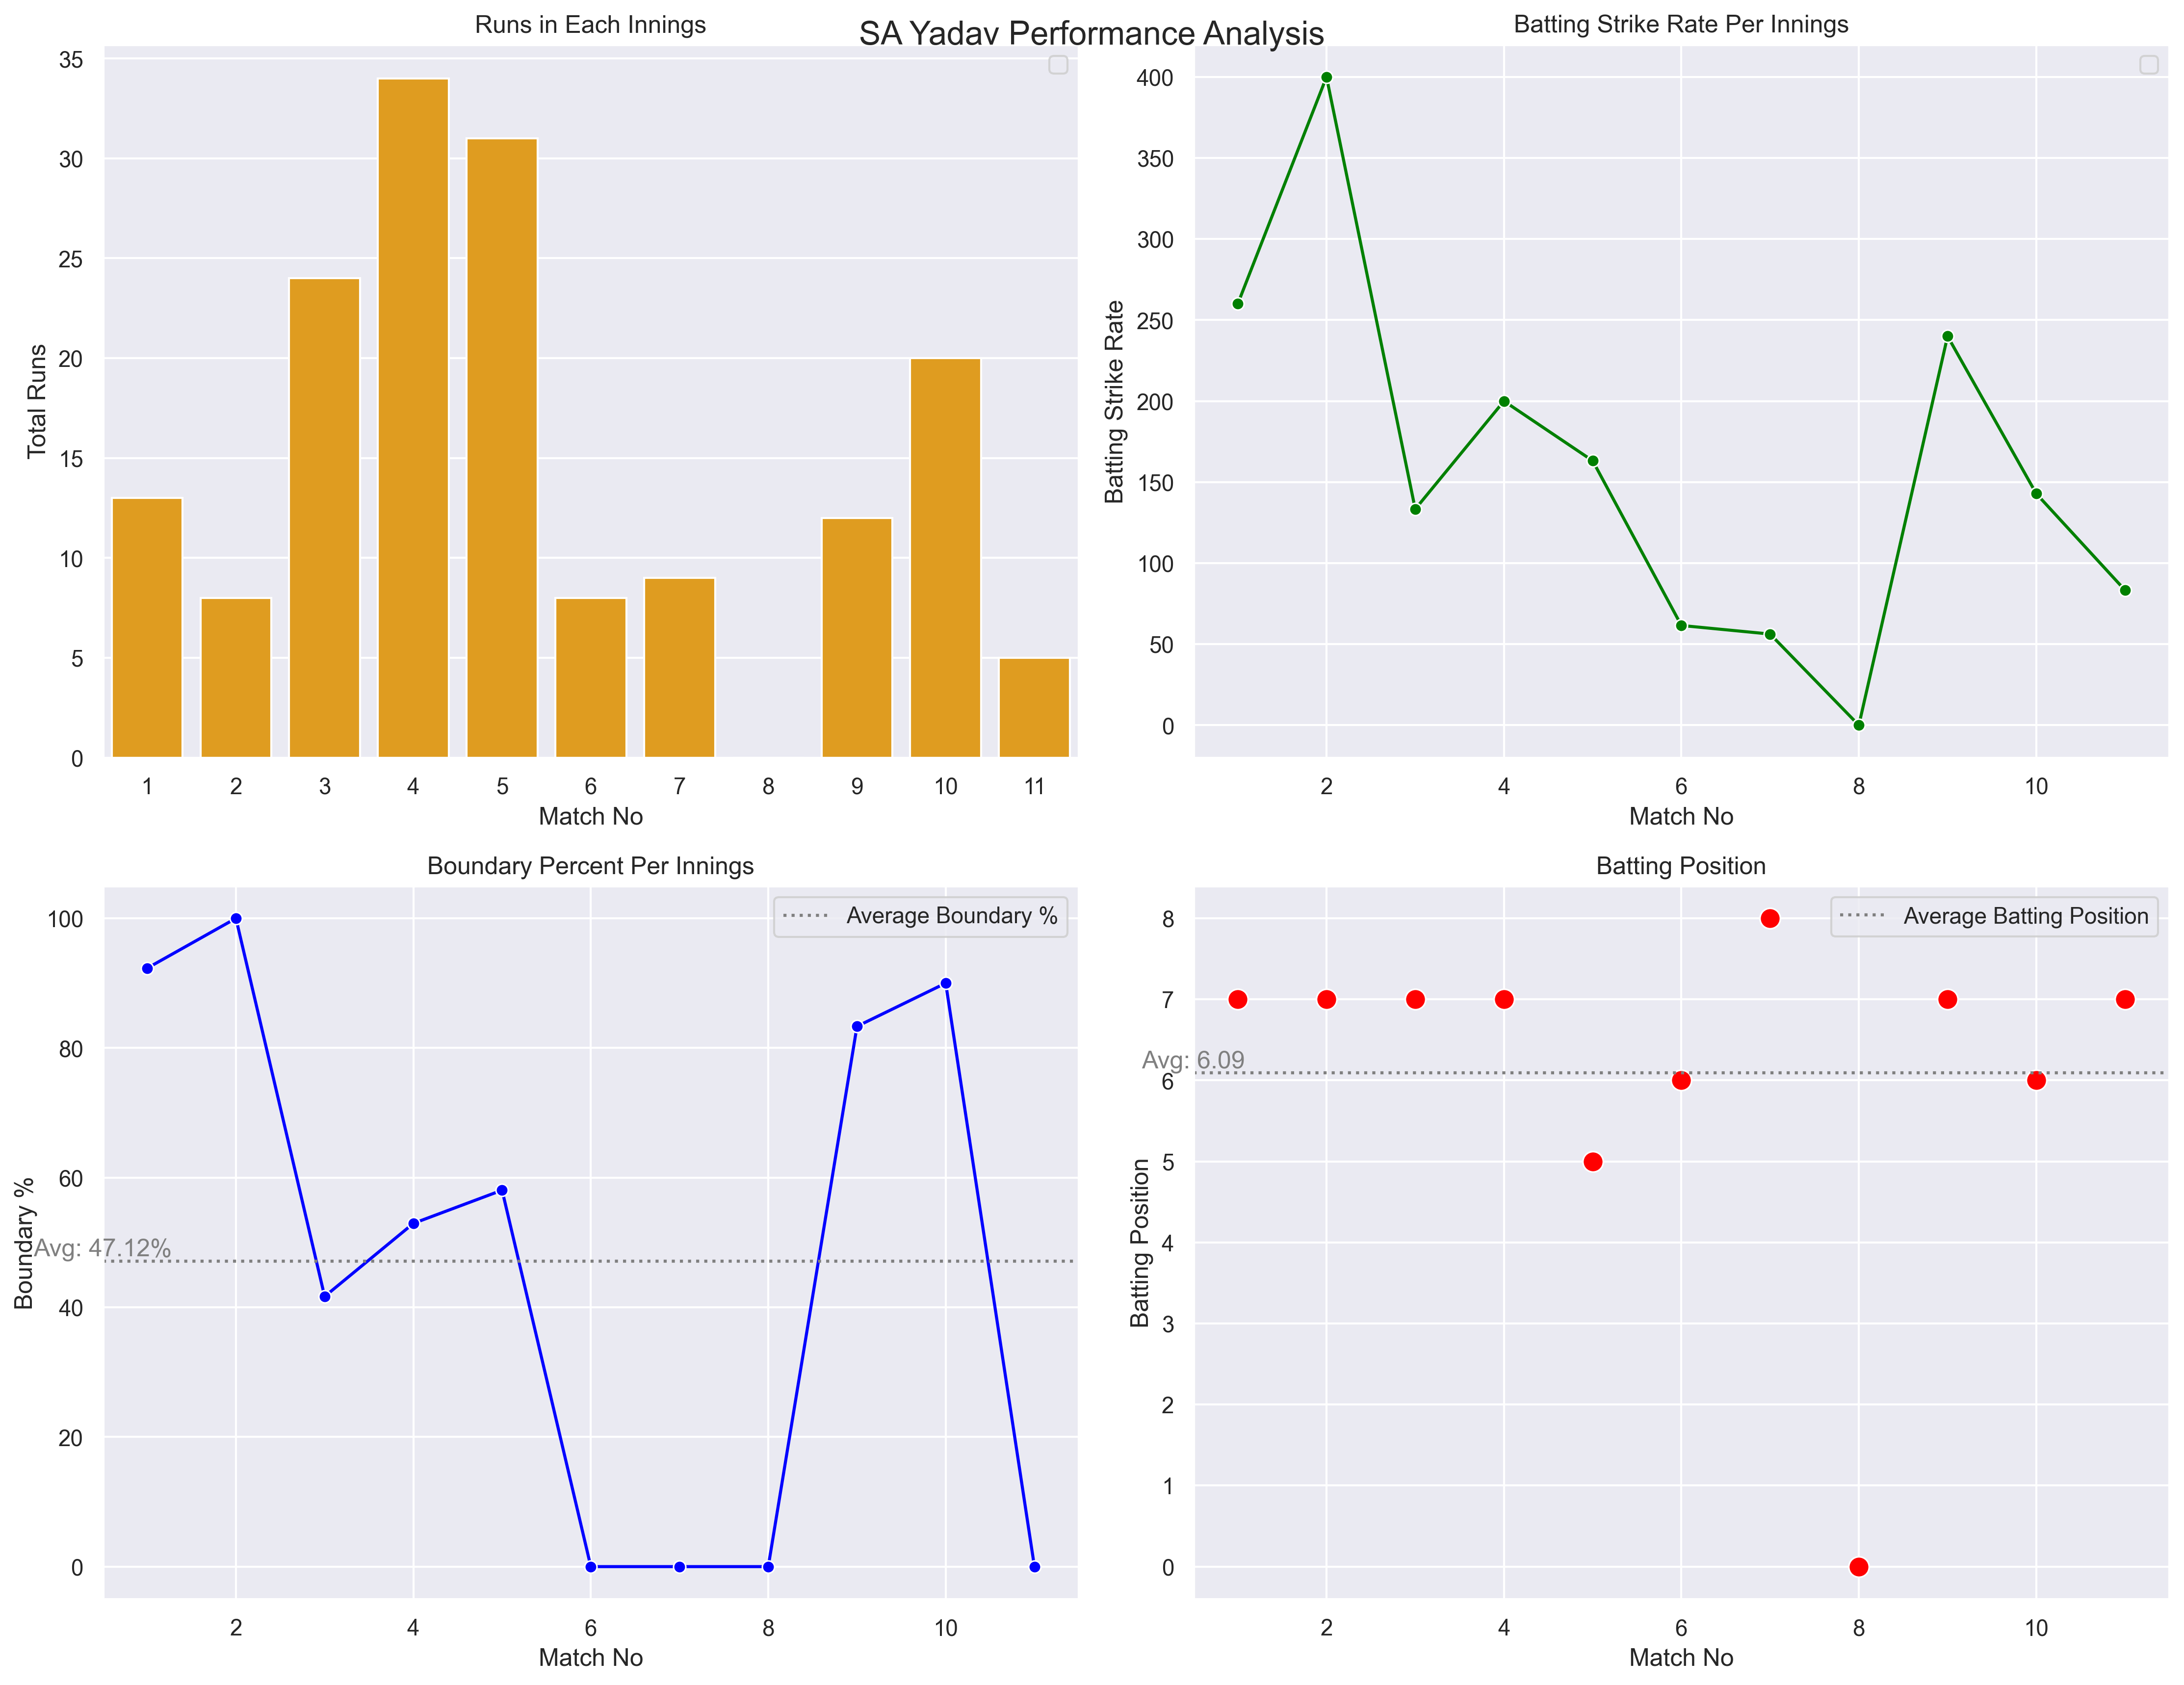 SA Yadav Performance Analysis
Runs in Each Innings
Total Runs
35
30
25
20
15
10
5
0
1 2 3 4 5 6 7 8 9 10 11
Match No
Batting Strike Rate Per Innings
Batting Strike Rate
400
350
300
250
200
150
100
50
0
2 4 6 8 10
Match No
Boundary Percent Per Innings
Average Boundary %
Boundary %
100
80
60
Avg: 47.12%
40
20
0
2 4 6 8 10
Match No
Batting Position
Average Batting Position
Batting Position
8
7
Avg: 6.09
6
5
4
3
2
1
0
2 4 6 8 10
Match No